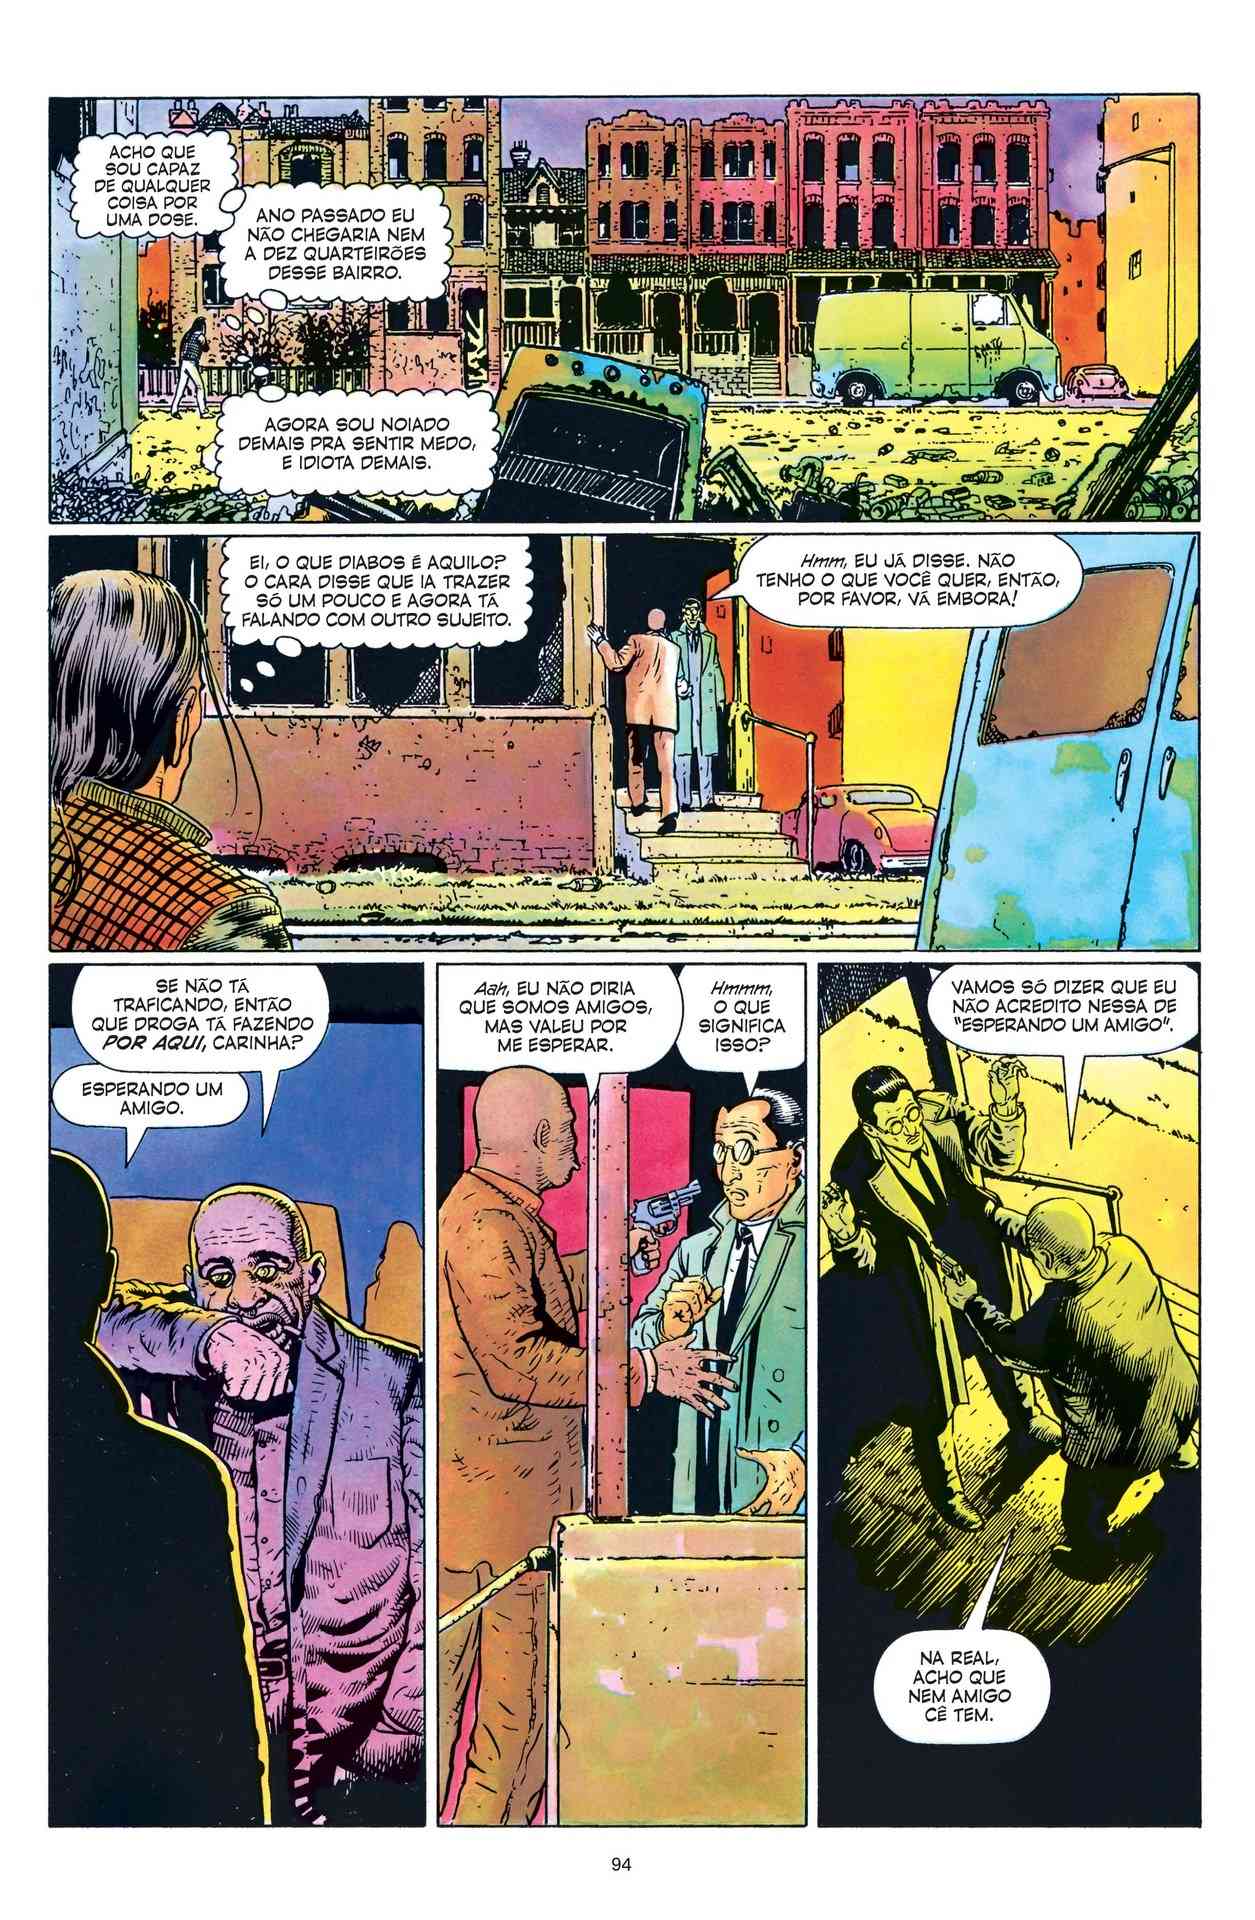 ACHO QUE
SOU CAPAZ
DE QUALQUER
COISA POR
UMA DOSE.
ANO PASSADO EU
NÃO CHEGARIA NEM
A DEZ QUARTEIRÕES
DESSE BAIRRO.
AGORA SOU NOIADO
DEMAIS PRA SENTIR MEDO,
E IDIOTA DEMAIS.
EI, O QUE DIABOS É AQUILO?
O CARA DISSE QUE IA TRAZER
SÓ UM POUCO E AGORA TÁ
FALANDO COM OUTRO SUJEITO.
Hmm, EU JÁ DISSE. NÃO
TENHO O QUE VOCÊ QUER, ENTÃO,
POR FAVOR, VÁ EMBORA!
SE NÃO TÁ
TRAFICANDO, ENTÃO
QUE DROGA TÁ FAZENDO
POR AQUI, CARINHA?
ESPERANDO UM
AMIGO.
Aah, EU NÃO DIRIA
QUE SOMOS AMIGOS,
MAS VALEU POR
ME ESPERAR.
Hmmm,
O QUE
SIGNIFICA
ISSO?
VAMOS SÓ DIZER QUE EU
NÃO ACREDITO NESSA DE
"ESPERANDO UM AMIGO".
NA REAL,
ACHO QUE
NEM AMIGO
CÊ TEM.
94